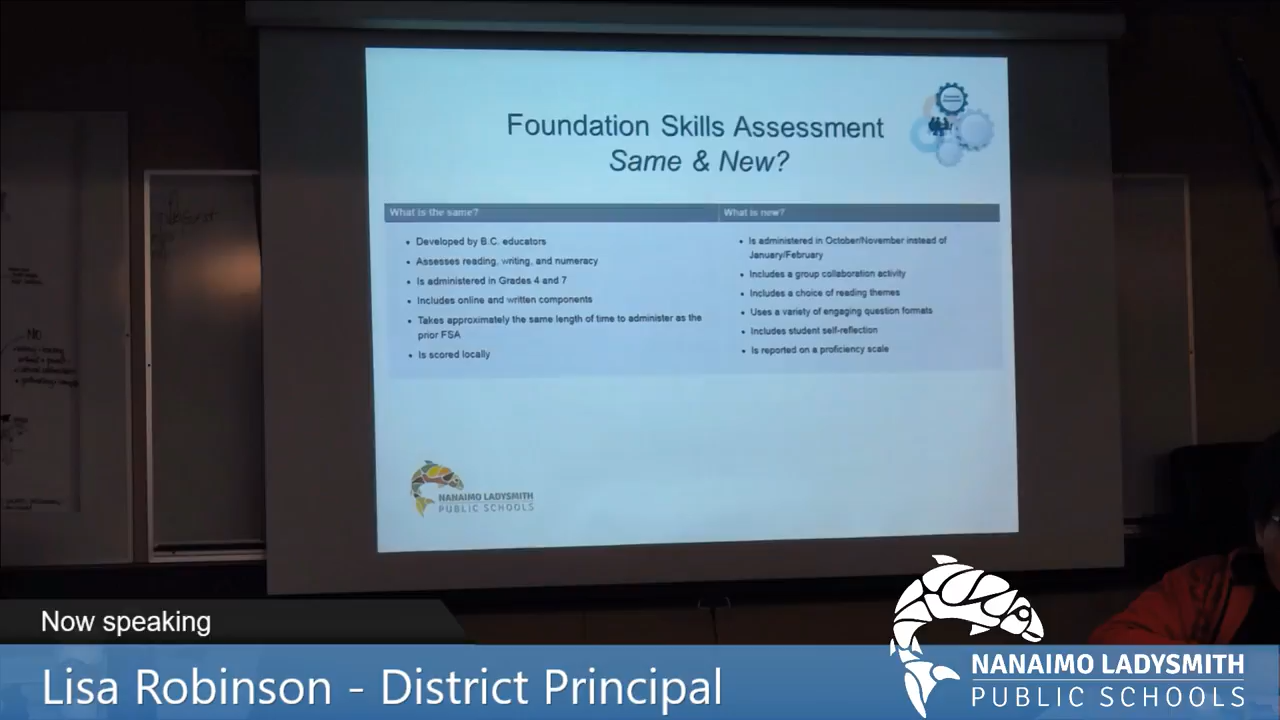 Foundation Skills Assessment
Same & New?
What is the same?
What is new?
• Developed by B.C. educators
• Assesses reading, writing, and numeracy
• Is administered in Grades 4 and 7
• Includes online and written components
• Takes approximately the same length of time to administer as the
prior FSA
• Is scored locally
• Is administered in October/November instead of
January/February
• Includes a group collaboration activity
• Includes a choice of reading themes
• Uses a variety of engaging question formats
• Includes student self-reflection
• Is reported on a proficiency scale
NANAIMO LADYSMITH
PUBLIC SCHOOLS
NO
Now speaking
Lisa Robinson - District Principal
NANAIMO LADYSMITH
PUBLIC SCHOOLS